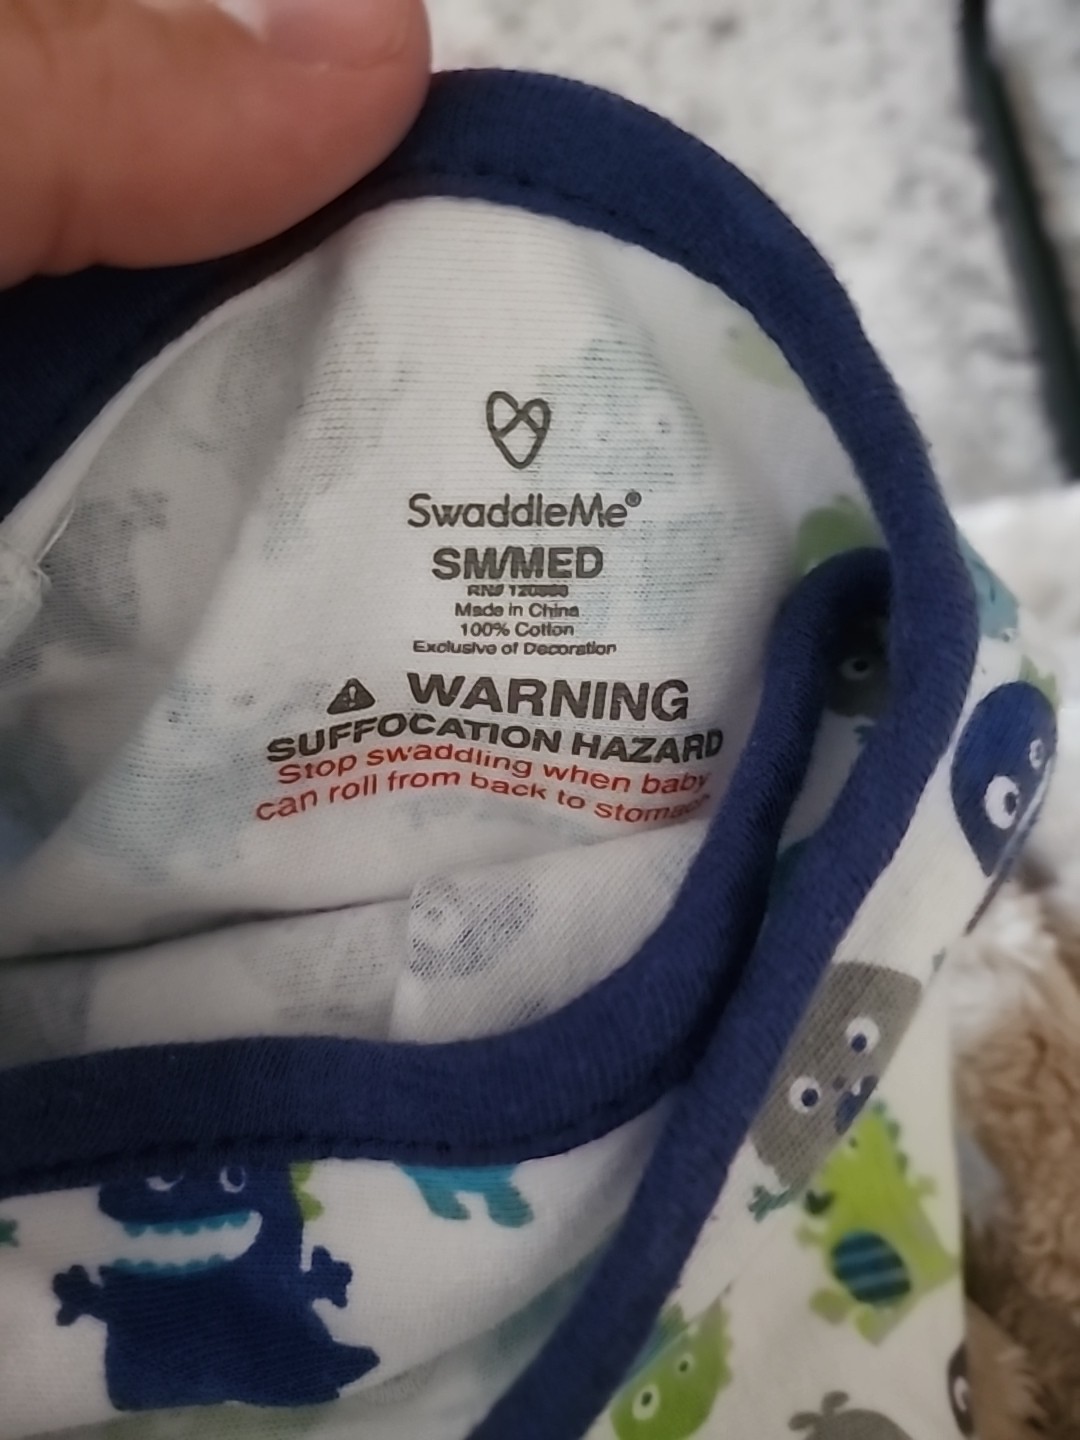 SwaddleMe®
SM/MED
RN#
Made in China
100% Cotton
Exclusive of Decoration
WARNING
SUFFOCATION HAZARD
Stop swaddling when baby
can roll from back to stomach